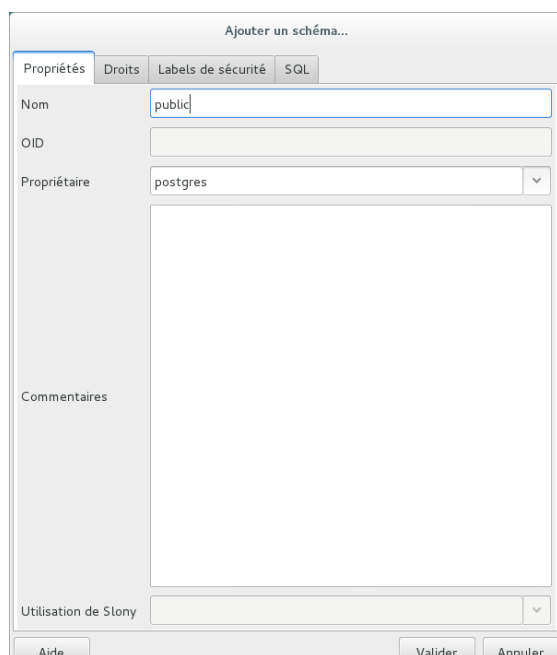 Ajouter un schéma...
Propriétés Droits Labels de sécurité SQL
Nom public
OID
Propriétaire postgres
Commentaires
Utilisation de Slony
Aide Valider Annuler